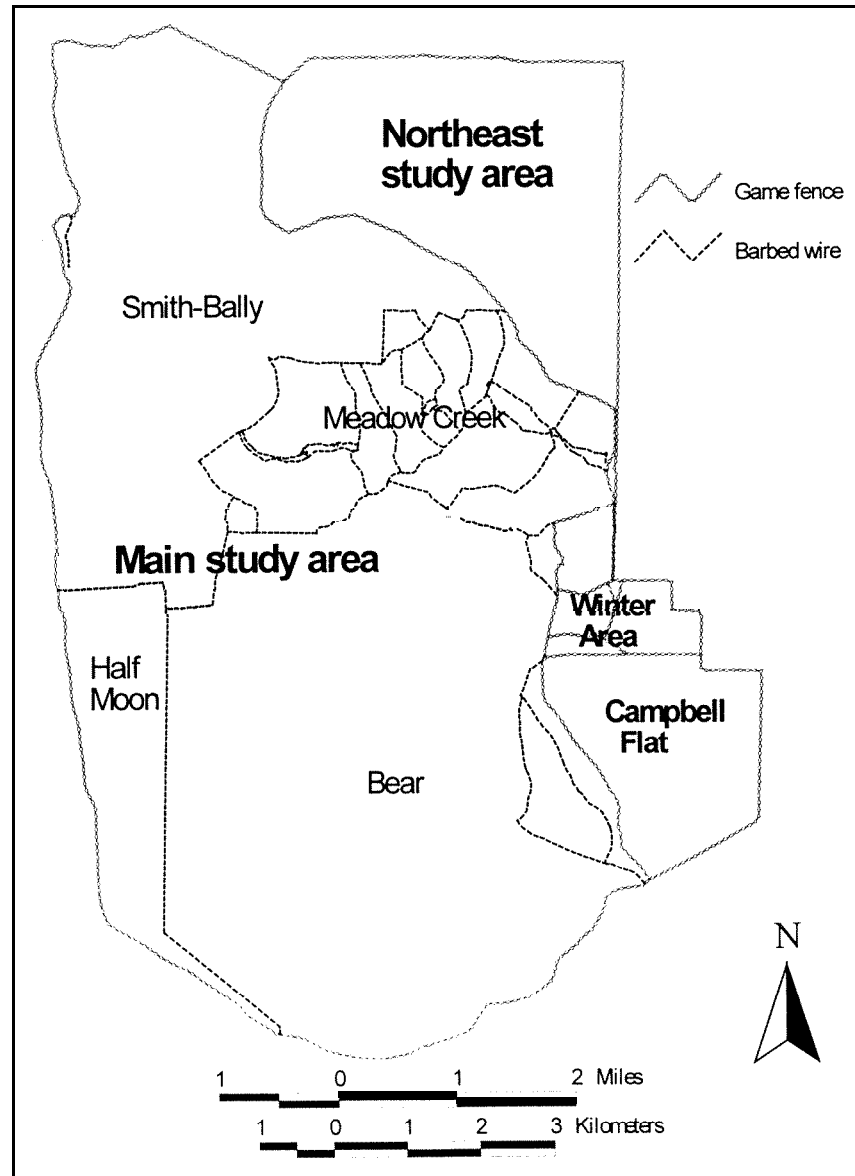 Northeast
study area
Game fence
Barbed wire
Smith-Bally
Meadow Creek
Main study area
Winter
Area
Half
Moon
Campbell
Flat
Bear
N
1 0 1 2 Miles
1 0 1 2 3 Kilometers